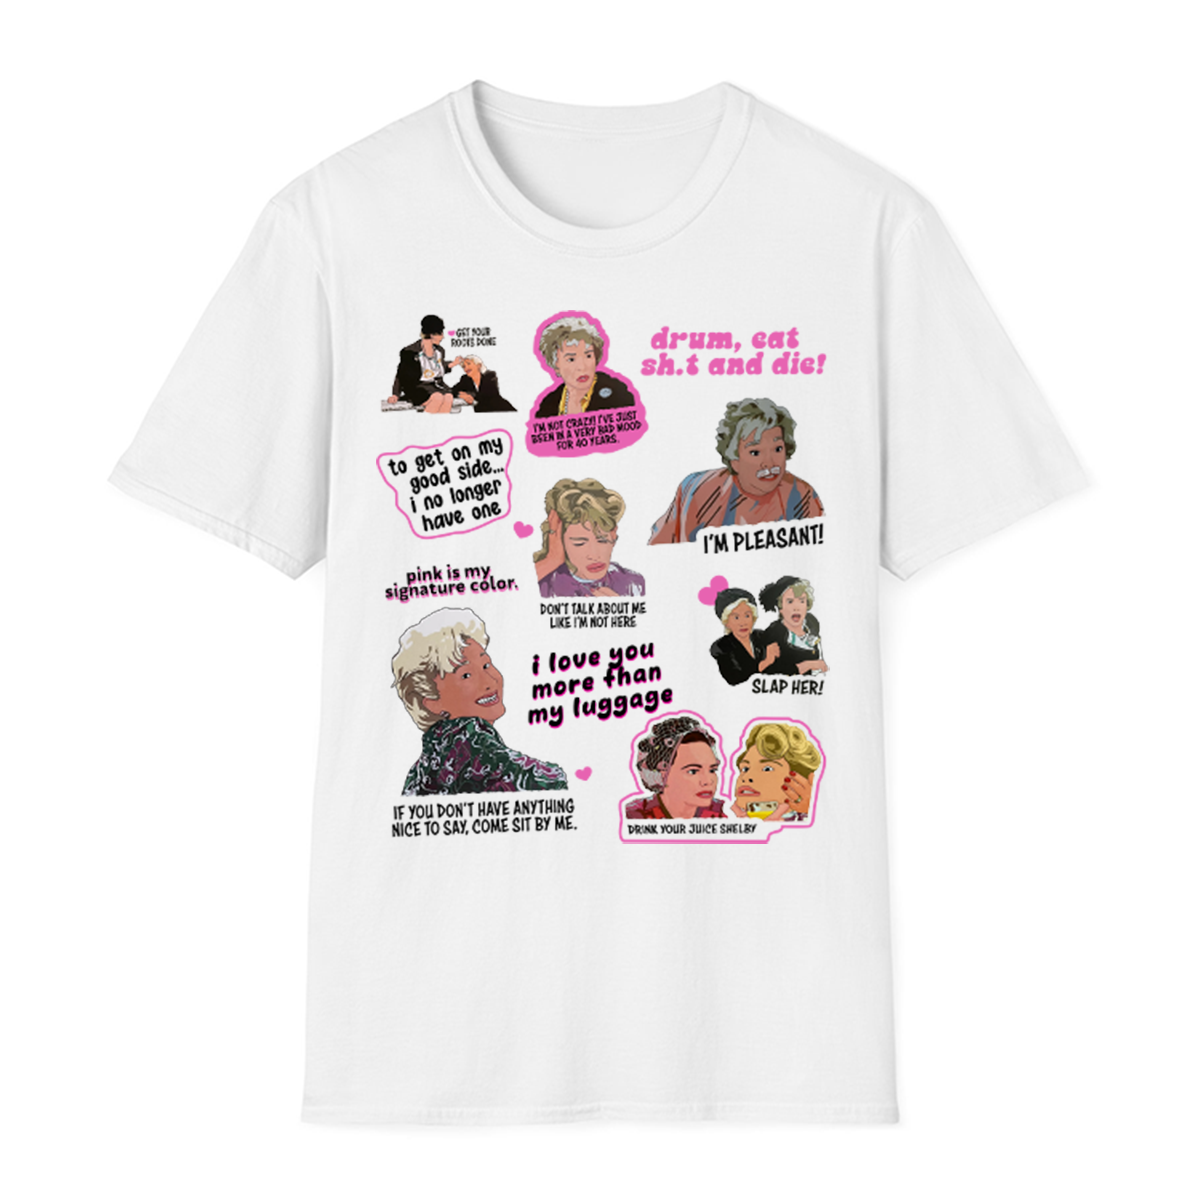 GET YOUR
ROOTS DONE
drum, eat
sh.t and die!
I'M NOT CRAZY! I'VE JUST
BEEN IN A VERY BAD MOOD
FOR 40 YEARS.
to get on my
good side...
i no longer
have one
I'M PLEASANT!
pink is my
signature color.
DON'T TALK ABOUT ME
LIKE I'M NOT HERE
i love you
more than
my luggage
SLAP HER!
IF YOU DON'T HAVE ANYTHING
NICE TO SAY, COME SIT BY ME.
DRINK YOUR JUICE SHELBY